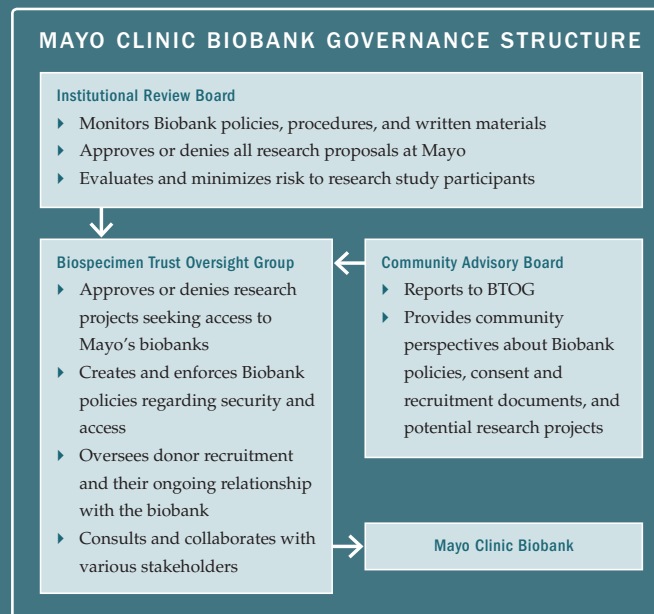 MAYO CLINIC BIOBANK GOVERNANCE STRUCTURE
Institutional Review Board
Monitors Biobank policies, procedures, and written materials
Approves or denies all research proposals at Mayo
Evaluates and minimizes risk to research study participants
Biospecimen Trust Oversight Group
Approves or denies research
projects seeking access to
Mayo's biobanks
Creates and enforces Biobank
policies regarding security and
access
Oversees donor recruitment
and their ongoing relationship
with the biobank
Consults and collaborates with
various stakeholders
Community Advisory Board
Reports to BTOG
Provides community
perspectives about Biobank
policies, consent and
recruitment documents, and
potential research projects
Mayo Clinic Biobank